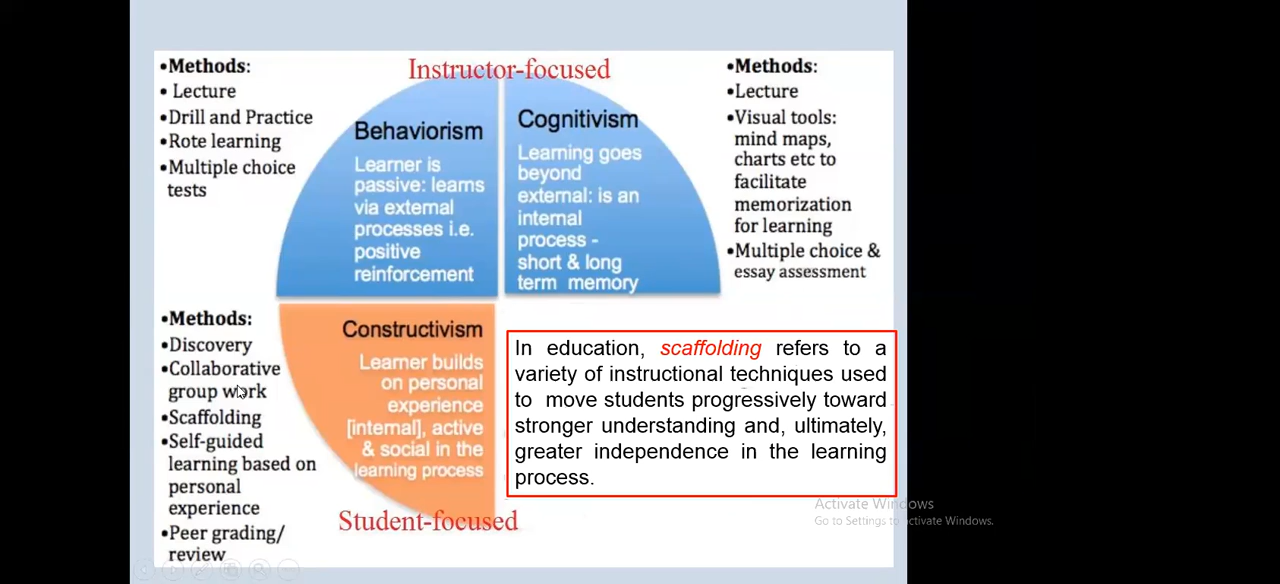 Instructor-focused
•Methods:
• Lecture
•Drill and Practice
•Rote learning
•Multiple choice
tests
Behaviorism
Learner is
passive: learns
via external
processes i.e.
positive
reinforcement
Cognitivism
Learning goes
beyond
external: is an
internal
process -
short & long
term memory
•Methods:
•Lecture
•Visual tools:
mind maps,
charts etc to
facilitate
memorization
for learning
•Multiple choice &
essay assessment
•Methods:
•Discovery
•Collaborative
group work
•Scaffolding
•Self-guided
learning based on
personal
experience
•Peer grading/
review
Constructivism
Learner builds
on personal
experience
[internal], active
& social in the
learning process
Student-focused
In education, scaffolding refers to a
variety of instructional techniques used
to move students progressively toward
stronger understanding and, ultimately,
greater independence in the learning
process.
Activate Windows
Go to Settings to activate Windows.